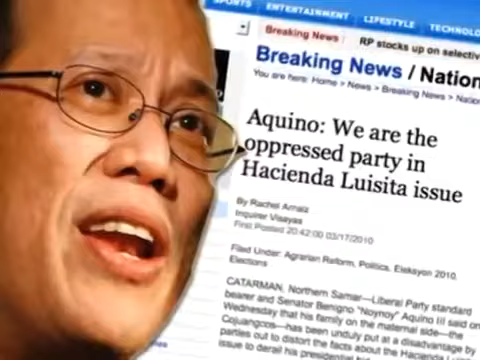 SPORTS ENTERTAINMENT LIFESTYLE TECHNOLO
Breaking News RP stocks up on selectiv
Breaking News / Nation
You are here: Home > News > Breaking News > Nation
Aquino: We are the
oppressed party in
Hacienda Luisita issue
By Rachel Arnaiz
Inquirer Visayas
First Posted 20:42:00 03/17/2010
Filed Under: Agrarian Reform, Politics, Eleksyon 2010,
Elections
CATARMAN, Northern Samar—Liberal Party standard
bearer and Senator Benigno "Noynoy" Aquino III said on
Wednesday that his family on the maternal side—the
Cojuangcos—has been unduly put at a disadvantage by
parties out to distort the facts about the Hacienda Luisita
issue to derail his presidential